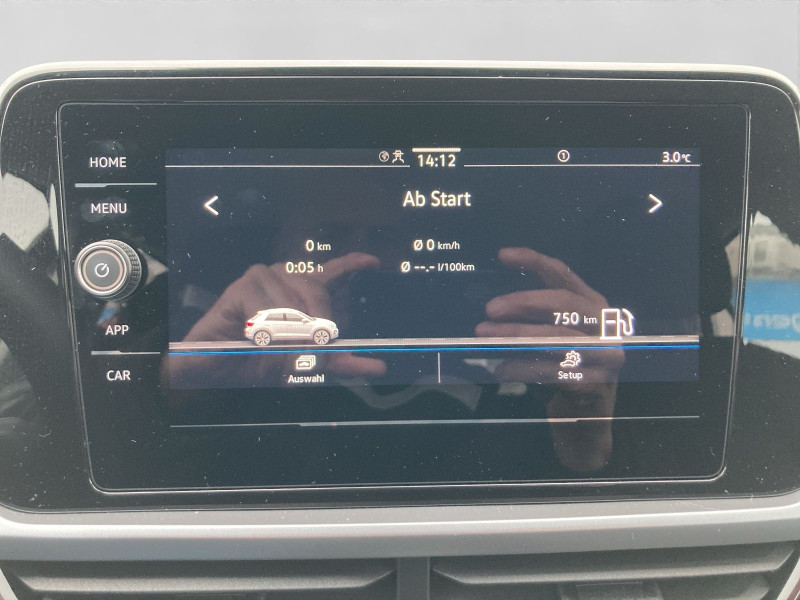 HOME
MENU
APP
CAR
14:12
1
3.0°C
Ab Start
0 km
Ø 0 km/h
0:05 h
Ø --.- l/100km
750 km
Auswahl
Setup